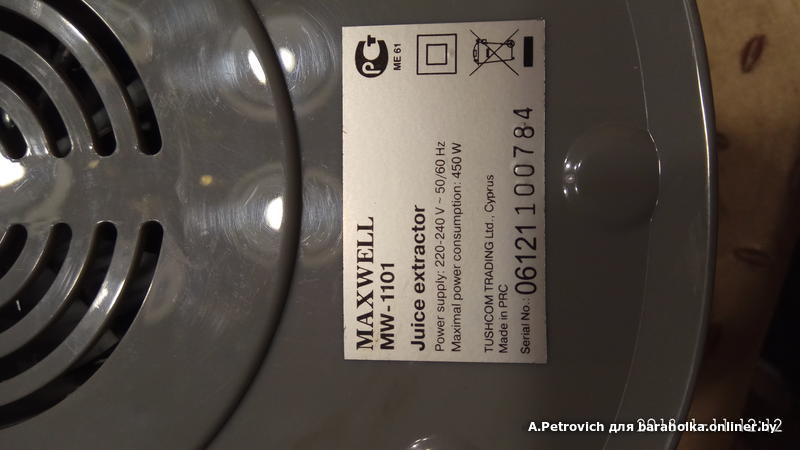 MAXWELL
MW-1101
Juice extractor
Power supply: 220-240 V ~ 50/60 Hz
Maximal power consumption: 450 W
TUSHCOM TRADING Ltd., Cyprus
Made in PRC
Serial No.: 06121100784
РСТ
ME 61
A.Petrovich для baraholka.onliner.by